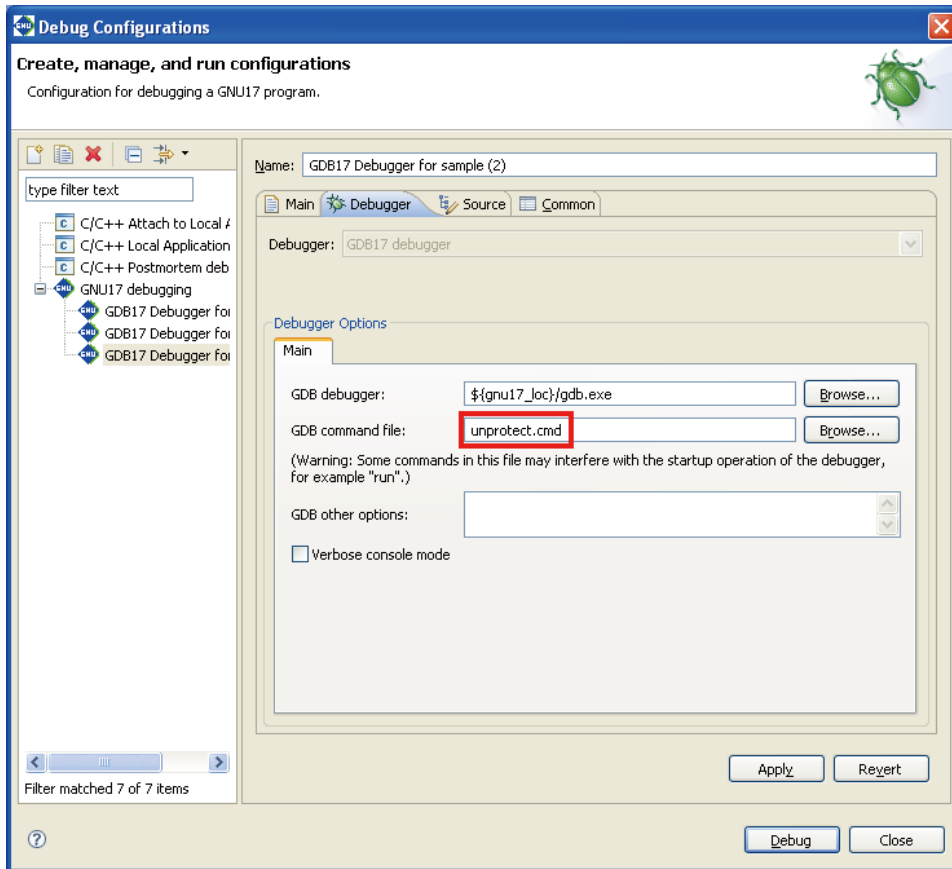 GNU Debug Configurations
Create, manage, and run configurations
Configuration for debugging a GNU17 program.
type filter text
C C/C++ Attach to Local A
C C/C++ Local Application
C C/C++ Postmortem deb
GNU GNU17 debugging
GNU GDB17 Debugger for
GNU GDB17 Debugger for
GNU GDB17 Debugger for
Filter matched 7 of 7 items
Name: GDB17 Debugger for sample (2)
Main Debugger Source Common
Debugger: GDB17 debugger
Debugger Options
Main
GDB debugger: ${gnu17_loc}/gdb.exe Browse...
GDB command file: unprotect.cmd Browse...
(Warning: Some commands in this file may interfere with the startup operation of the debugger,
for example "run".)
GDB other options:
Verbose console mode
Apply Revert
? Debug Close